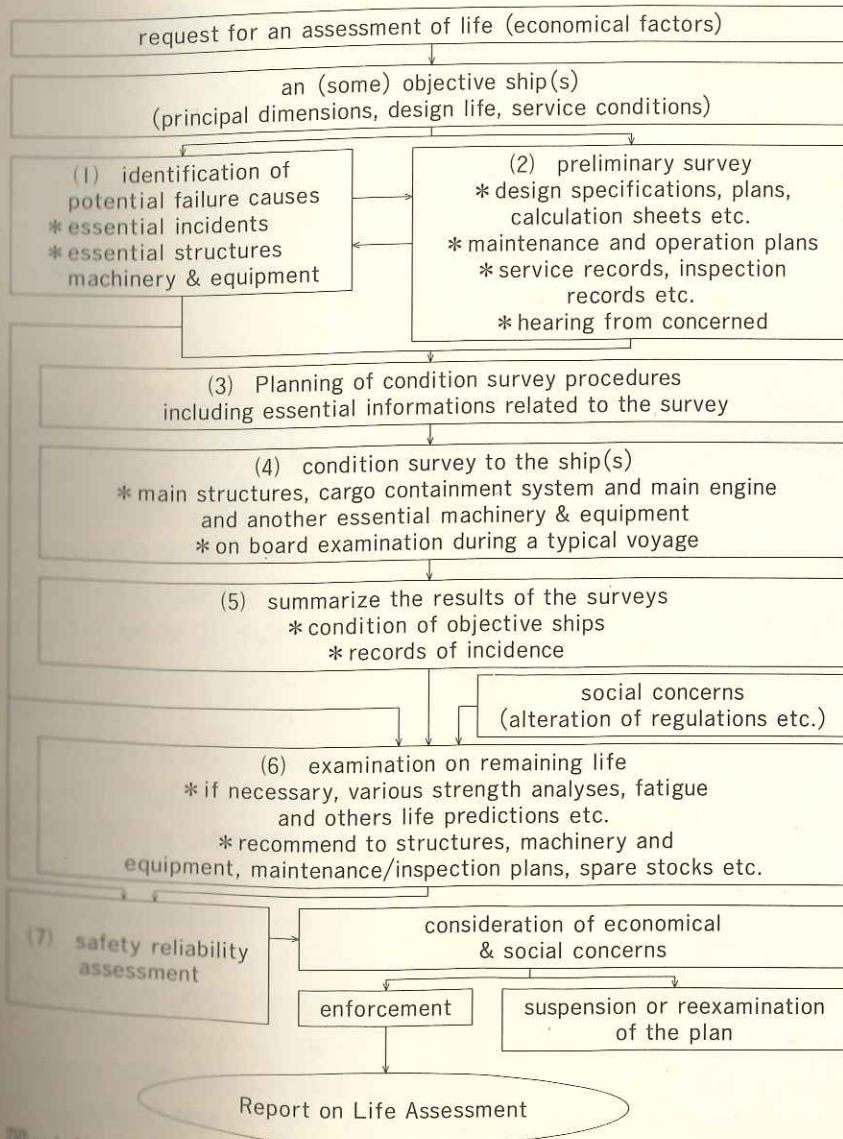 request for an assessment of life (economical factors)
an (some) objective ship(s)
(principal dimensions, design life, service conditions)
(1) identification of
potential failure causes
* essential incidents
* essential structures
machinery & equipment
(2) preliminary survey
* design specifications, plans,
calculation sheets etc.
* maintenance and operation plans
* service records, inspection
records etc.
* hearing from concerned
(3) Planning of condition survey procedures
including essential informations related to the survey
(4) condition survey to the ship(s)
* main structures, cargo containment system and main engine
and another essential machinery & equipment
* on board examination during a typical voyage
(5) summarize the results of the surveys
* condition of objective ships
* records of incidence
social concerns
(alteration of regulations etc.)
(6) examination on remaining life
* if necessary, various strength analyses, fatigue
and others life predictions etc.
* recommend to structures, machinery and
equipment, maintenance/inspection plans, spare stocks etc.
(7) safety reliability
assessment
consideration of economical
& social concerns
enforcement
suspension or reexamination
of the plan
Report on Life Assessment